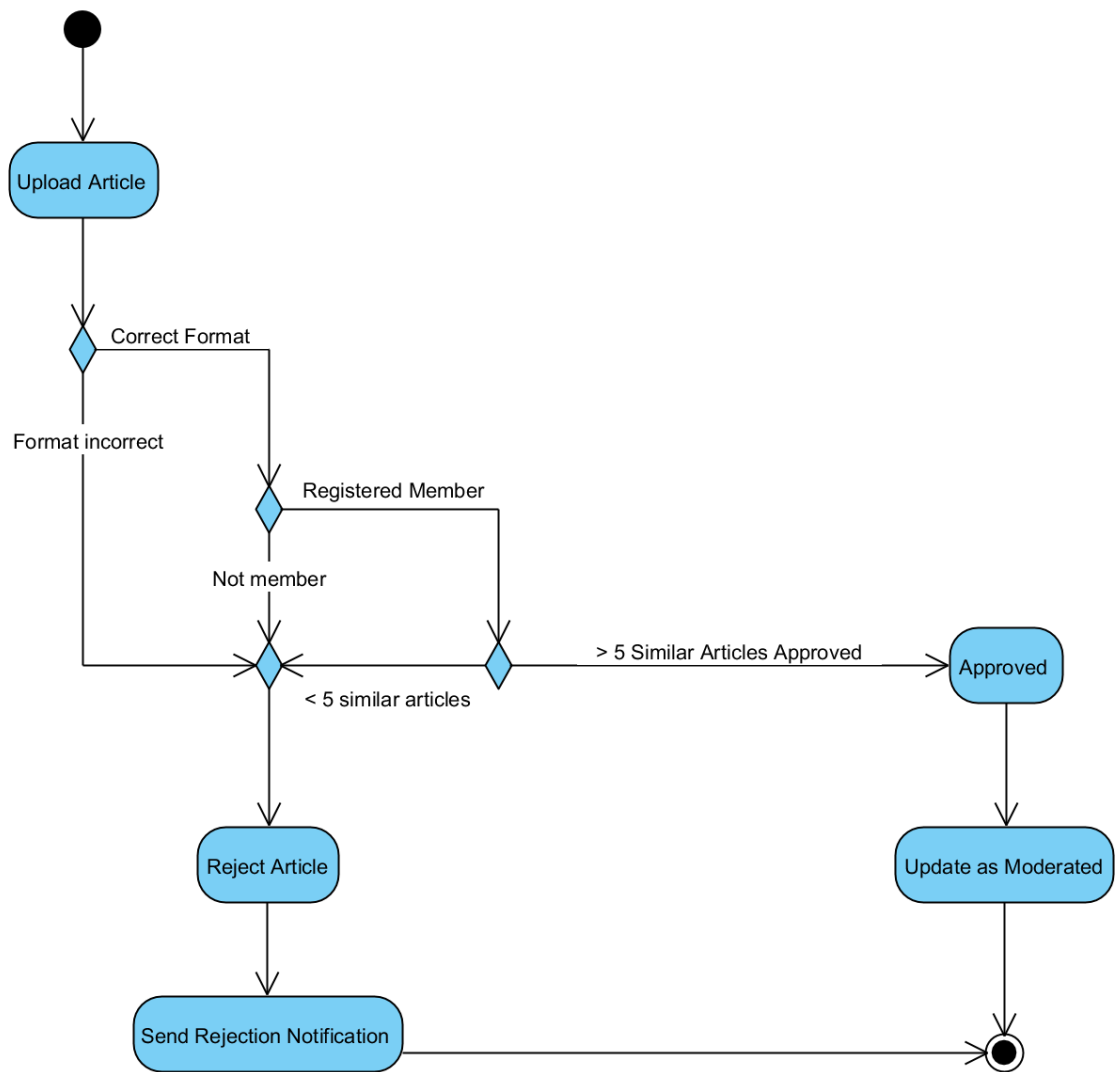 Upload Article
Correct Format
Format incorrect
Registered Member
Not member
> 5 Similar Articles Approved
Approved
< 5 similar articles
Reject Article
Update as Moderated
Send Rejection Notification